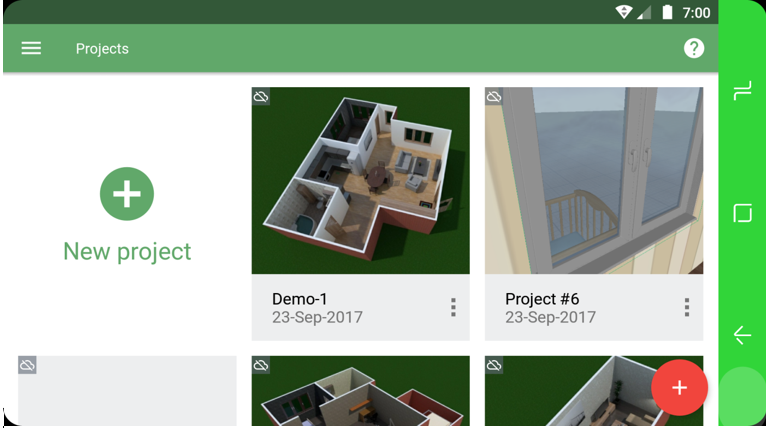 7:00
Projects
New project
Demo-1
23-Sep-2017
Project #6
23-Sep-2017